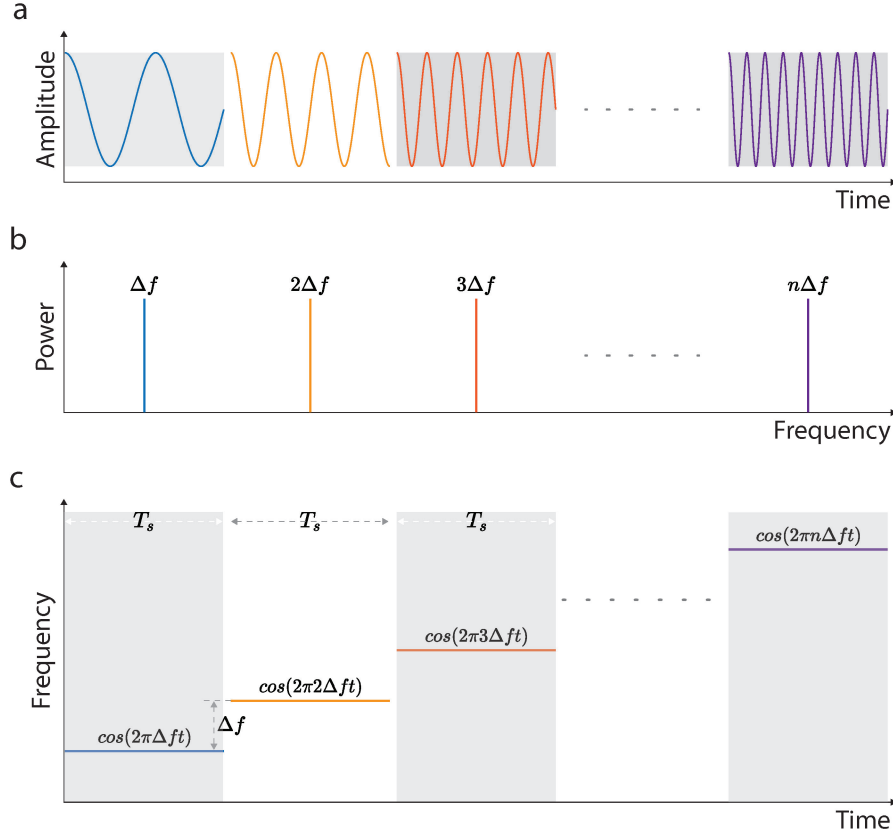 a
Amplitude
Time
b
Δf
2Δf
3Δf
nΔf
Power
Frequency
c
T_s
T_s
T_s
cos(2πnΔft)
cos(2π3Δft)
cos(2π2Δft)
Δf
cos(2πΔft)
Frequency
Time